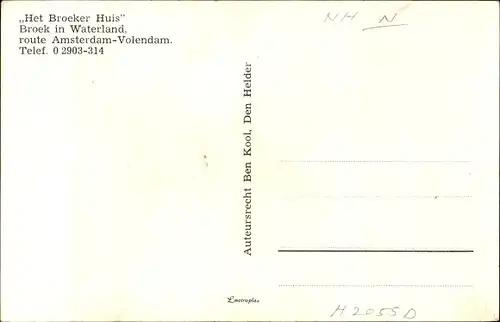 „Het Broeker Huis"
Broek in Waterland,
route Amsterdam-Volendam.
Telef. 0 2903-314
NH N
Auteursrecht Ben Kool, Den Helder
H 2055 D